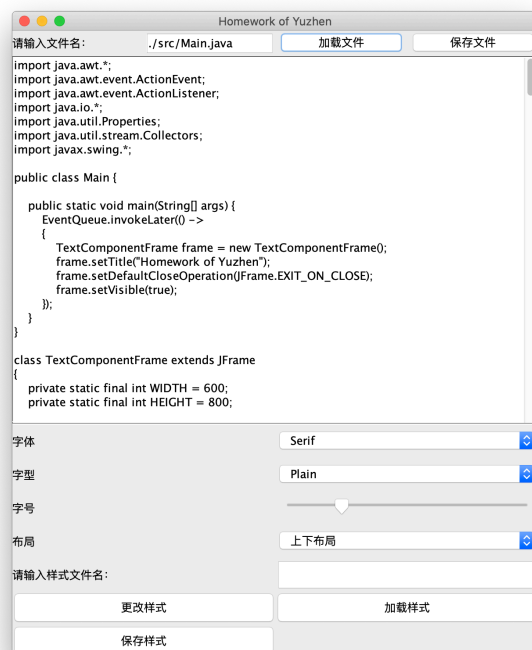 Homework of Yuzhen
请输入文件名： ./src/Main.java 加载文件 保存文件
import java.awt.*;
import java.awt.event.ActionEvent;
import java.awt.event.ActionListener;
import java.io.*;
import java.util.Properties;
import java.util.stream.Collectors;
import javax.swing.*;

public class Main {

    public static void main(String[] args) {
        EventQueue.invokeLater(() ->
        {
            TextComponentFrame frame = new TextComponentFrame();
            frame.setTitle("Homework of Yuzhen");
            frame.setDefaultCloseOperation(JFrame.EXIT_ON_CLOSE);
            frame.setVisible(true);
        });
    }
}

class TextComponentFrame extends JFrame
{
    private static final int WIDTH = 600;
    private static final int HEIGHT = 800;
字体 Serif
字型 Plain
字号
布局 上下布局
请输入样式文件名：
更改样式 加载样式
保存样式